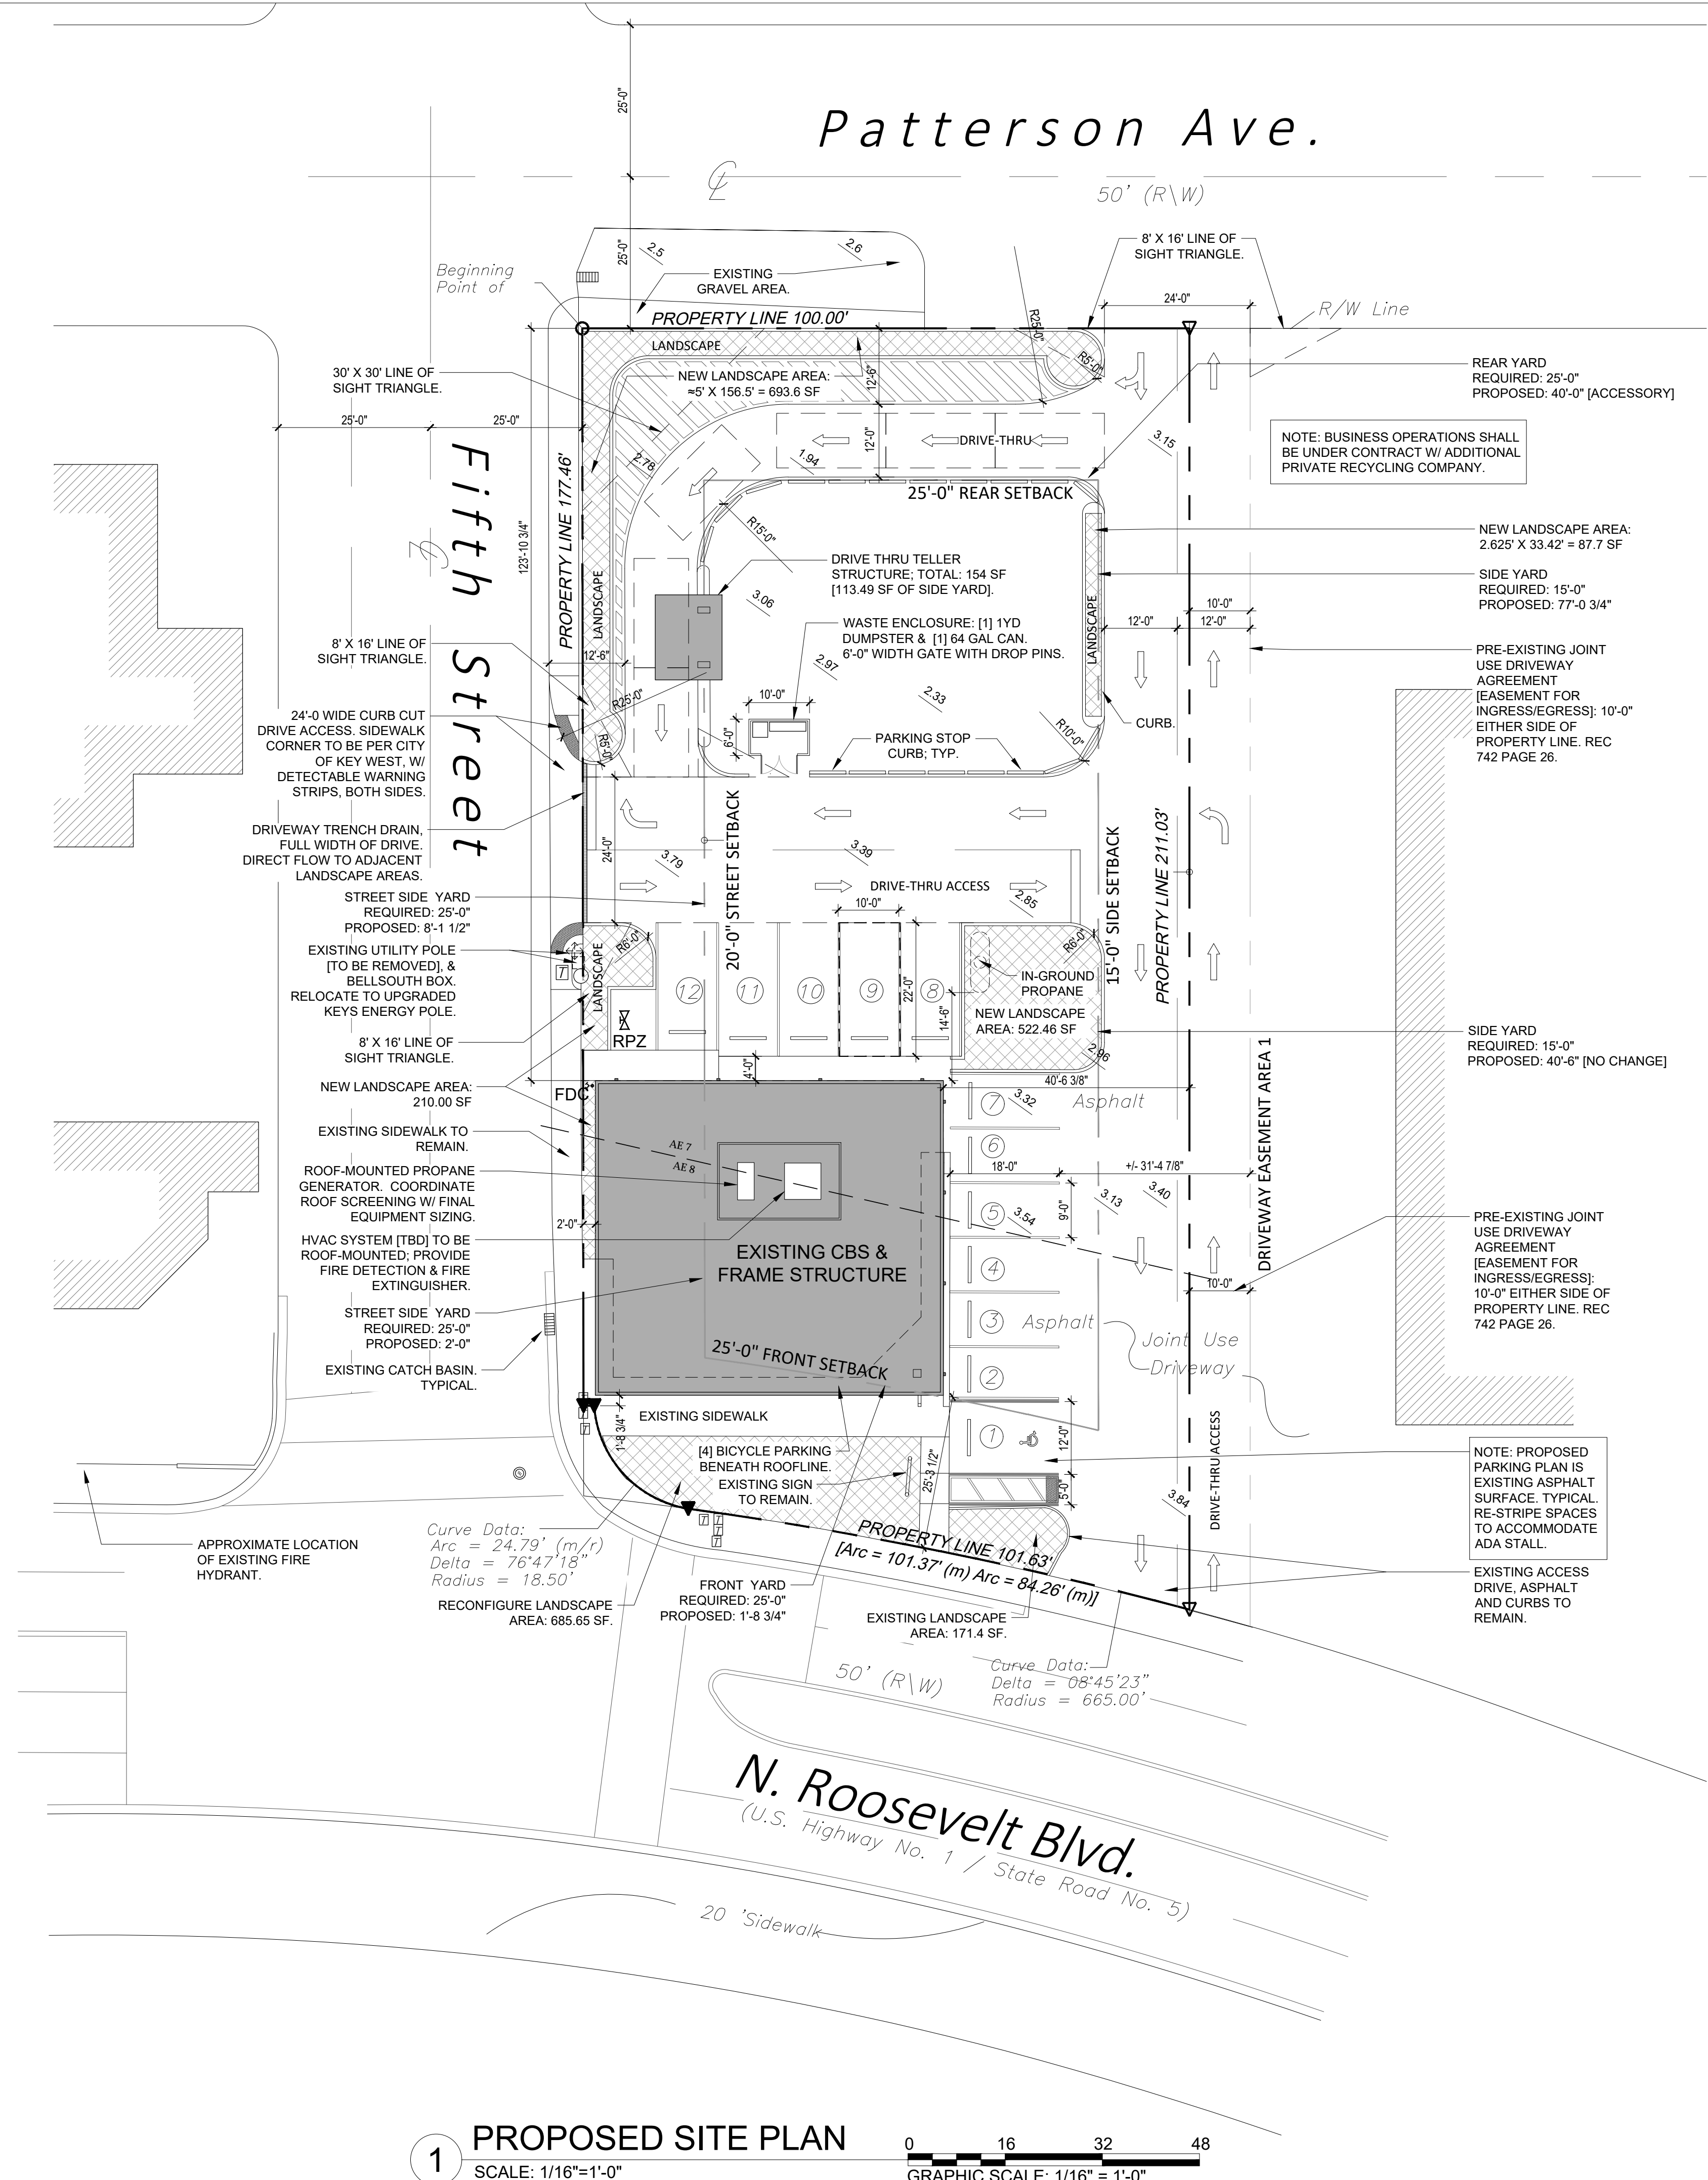 Patterson Ave.
50' (R\W)
25'-0"
25'-0"
Beginning
Point of
2.5
2.6
EXISTING
GRAVEL AREA.
8' X 16' LINE OF
SIGHT TRIANGLE.
24'-0"
R/W Line
PROPERTY LINE 100.00'
LANDSCAPE
R25'-0"
R5'-0"
30' X 30' LINE OF
SIGHT TRIANGLE.
NEW LANDSCAPE AREA:
≈5' X 156.5' = 693.6 SF
12'-6"
REAR YARD
REQUIRED: 25'-0"
PROPOSED: 40'-0" [ACCESSORY]
25'-0"
25'-0"
12'-0"
DRIVE-THRU
3.15
NOTE: BUSINESS OPERATIONS SHALL
BE UNDER CONTRACT W/ ADDITIONAL
PRIVATE RECYCLING COMPANY.
Fifth Street
PROPERTY LINE 177.46'
123'-10 3/4"
2.78
1.94
25'-0" REAR SETBACK
R15'-0"
NEW LANDSCAPE AREA:
2.625' X 33.42' = 87.7 SF
DRIVE THRU TELLER
STRUCTURE; TOTAL: 154 SF
[113.49 SF OF SIDE YARD].
3.06
LANDSCAPE
SIDE YARD
REQUIRED: 15'-0"
PROPOSED: 77'-0 3/4"
10'-0"
12'-0"
12'-0"
LANDSCAPE
WASTE ENCLOSURE: [1] 1YD
DUMPSTER & [1] 64 GAL CAN.
6'-0" WIDTH GATE WITH DROP PINS.
2.97
2.33
8' X 16' LINE OF
SIGHT TRIANGLE.
12'-6"
R25'-0"
R5'-0"
10'-0"
6'-0"
PRE-EXISTING JOINT
USE DRIVEWAY
AGREEMENT
[EASEMENT FOR
INGRESS/EGRESS]: 10'-0"
EITHER SIDE OF
PROPERTY LINE. REC
742 PAGE 26.
CURB.
R10'-0"
PARKING STOP
CURB; TYP.
24'-0 WIDE CURB CUT
DRIVE ACCESS. SIDEWALK
CORNER TO BE PER CITY
OF KEY WEST, W/
DETECTABLE WARNING
STRIPS, BOTH SIDES.
DRIVEWAY TRENCH DRAIN,
FULL WIDTH OF DRIVE.
DIRECT FLOW TO ADJACENT
LANDSCAPE AREAS.
24'-0"
3.79
3.39
20'-0" STREET SETBACK
15'-0" SIDE SETBACK
PROPERTY LINE 211.03'
DRIVE-THRU ACCESS
2.85
STREET SIDE YARD
REQUIRED: 25'-0"
PROPOSED: 8'-1 1/2"
10'-0"
EXISTING UTILITY POLE
[TO BE REMOVED], &
BELLSOUTH BOX.
RELOCATE TO UPGRADED
KEYS ENERGY POLE.
T
LANDSCAPE
R6'-0"
R6'-0"
12
11
10
9
8
22'-0"
14'-6"
IN-GROUND
PROPANE
NEW LANDSCAPE
AREA: 522.46 SF
RPZ
2.96
8' X 16' LINE OF
SIGHT TRIANGLE.
SIDE YARD
REQUIRED: 15'-0"
PROPOSED: 40'-6" [NO CHANGE]
4'-0"
40'-6 3/8"
NEW LANDSCAPE AREA:
210.00 SF
FDC
7
3.32
Asphalt
DRIVEWAY EASEMENT AREA 1
EXISTING SIDEWALK TO
REMAIN.
AE 7
AE 8
6
18'-0"
+/- 31'-4 7/8"
ROOF-MOUNTED PROPANE
GENERATOR. COORDINATE
ROOF SCREENING W/ FINAL
EQUIPMENT SIZING.
2'-0"
5
3.54
9'-0"
3.13
3.40
HVAC SYSTEM [TBD] TO BE
ROOF-MOUNTED; PROVIDE
FIRE DETECTION & FIRE
EXTINGUISHER.
EXISTING CBS &
FRAME STRUCTURE
4
10'-0"
PRE-EXISTING JOINT
USE DRIVEWAY
AGREEMENT
[EASEMENT FOR
INGRESS/EGRESS]:
10'-0" EITHER SIDE OF
PROPERTY LINE. REC
742 PAGE 26.
STREET SIDE YARD
REQUIRED: 25'-0"
PROPOSED: 2'-0"
3
Asphalt
Joint Use
Driveway
25'-0" FRONT SETBACK
2
EXISTING CATCH BASIN.
TYPICAL.
T
T
1'-8 3/4"
EXISTING SIDEWALK
1
12'-0"
[4] BICYCLE PARKING
BENEATH ROOFLINE.
EXISTING SIGN
TO REMAIN.
25'-3 1/2"
5'-0"
3.84
DRIVE-THRU ACCESS
NOTE: PROPOSED
PARKING PLAN IS
EXISTING ASPHALT
SURFACE. TYPICAL.
RE-STRIPE SPACES
TO ACCOMMODATE
ADA STALL.
T
T
T
T
PROPERTY LINE 101.63'
[Arc = 101.37' (m) Arc = 84.26' (m)]
APPROXIMATE LOCATION
OF EXISTING FIRE
HYDRANT.
Curve Data:
Arc = 24.79' (m/r)
Delta = 76°47'18"
Radius = 18.50'
RECONFIGURE LANDSCAPE
AREA: 685.65 SF.
FRONT YARD
REQUIRED: 25'-0"
PROPOSED: 1'-8 3/4"
EXISTING LANDSCAPE
AREA: 171.4 SF.
EXISTING ACCESS
DRIVE, ASPHALT
AND CURBS TO
REMAIN.
50' (R\W)
Curve Data:
Delta = 08°45'23"
Radius = 665.00'
N. Roosevelt Blvd.
(U.S. Highway No. 1 / State Road No. 5)
20 'Sidewalk
1
PROPOSED SITE PLAN
SCALE: 1/16"=1'-0"
0 16 32 48
GRAPHIC SCALE: 1/16" = 1'-0"